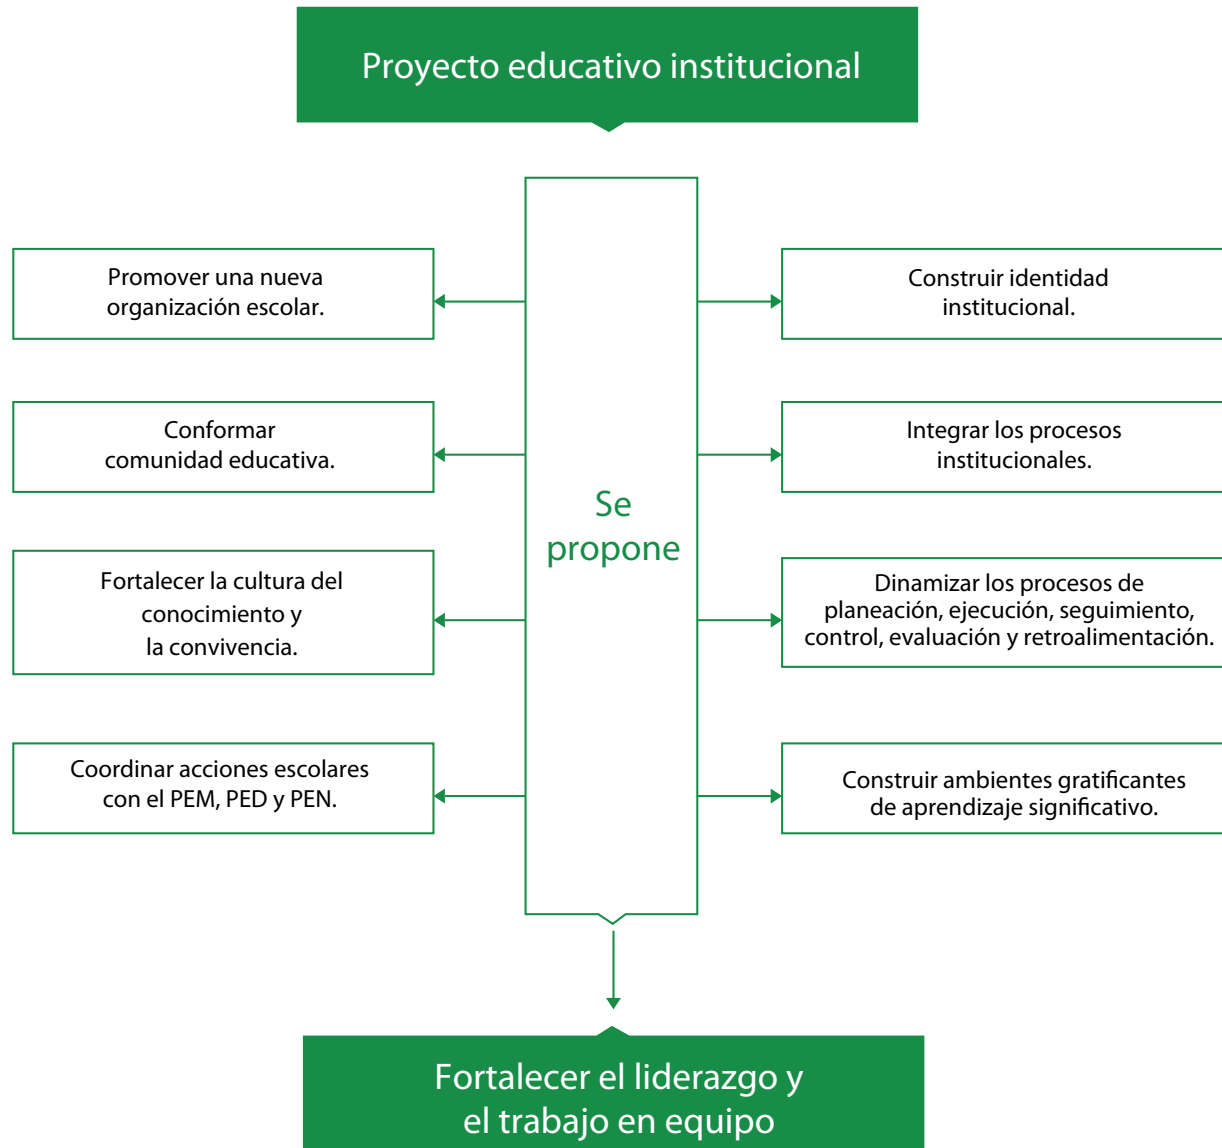 Proyecto educativo institucional
Promover una nueva
organización escolar.
Construir identidad
institucional.
Conformar
comunidad educativa.
Integrar los procesos
institucionales.
Se
propone
Fortalecer la cultura del
conocimiento y
la convivencia.
Dinamizar los procesos de
planeación, ejecución, seguimiento,
control, evaluación y retroalimentación.
Coordinar acciones escolares
con el PEM, PED y PEN.
Construir ambientes gratificantes
de aprendizaje significativo.
Fortalecer el liderazgo y
el trabajo en equipo